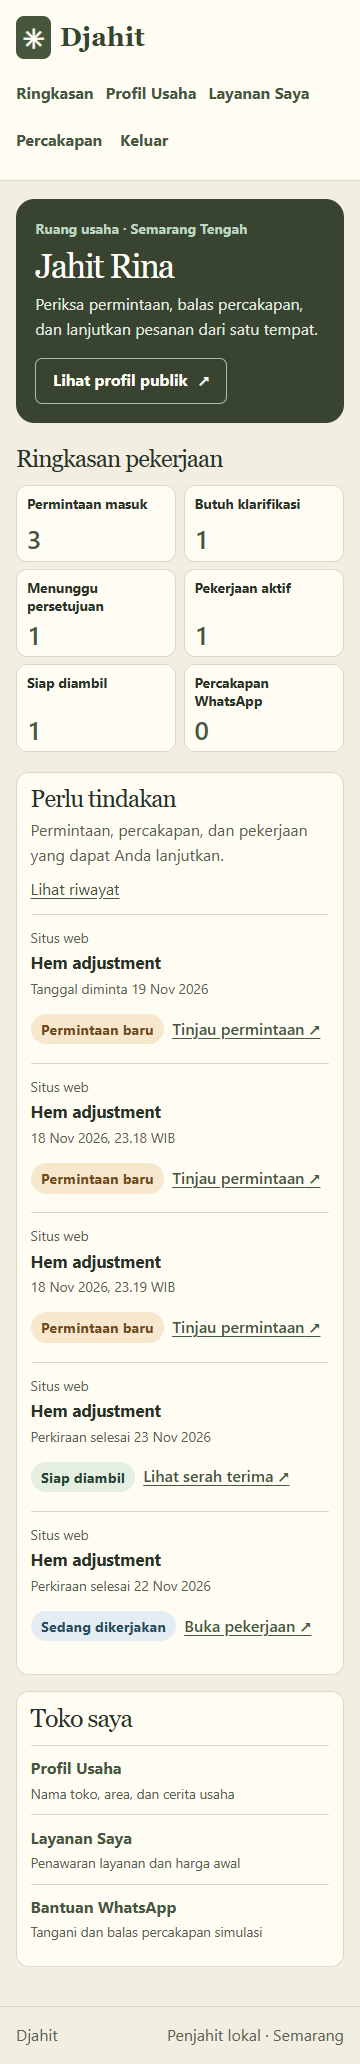 Djahit
Ringkasan Profil Usaha Layanan Saya
Percakapan Keluar
Ruang usaha · Semarang Tengah
Jahit Rina
Periksa permintaan, balas percakapan,
dan lanjutkan pesanan dari satu tempat.
Lihat profil publik ↗
Ringkasan pekerjaan
Permintaan masuk
3
Butuh klarifikasi
1
Menunggu
persetujuan
1
Pekerjaan aktif
1
Siap diambil
1
Percakapan
WhatsApp
0
Perlu tindakan
Permintaan, percakapan, dan pekerjaan
yang dapat Anda lanjutkan.
Lihat riwayat
Situs web
Hem adjustment
Tanggal diminta 19 Nov 2026
Permintaan baru Tinjau permintaan ↗
Situs web
Hem adjustment
18 Nov 2026, 23.18 WIB
Permintaan baru Tinjau permintaan ↗
Situs web
Hem adjustment
18 Nov 2026, 23.19 WIB
Permintaan baru Tinjau permintaan ↗
Situs web
Hem adjustment
Perkiraan selesai 23 Nov 2026
Siap diambil Lihat serah terima ↗
Situs web
Hem adjustment
Perkiraan selesai 22 Nov 2026
Sedang dikerjakan Buka pekerjaan ↗
Toko saya
Profil Usaha
Nama toko, area, dan cerita usaha
Layanan Saya
Penawaran layanan dan harga awal
Bantuan WhatsApp
Tangani dan balas percakapan simulasi
Djahit Penjahit lokal · Semarang